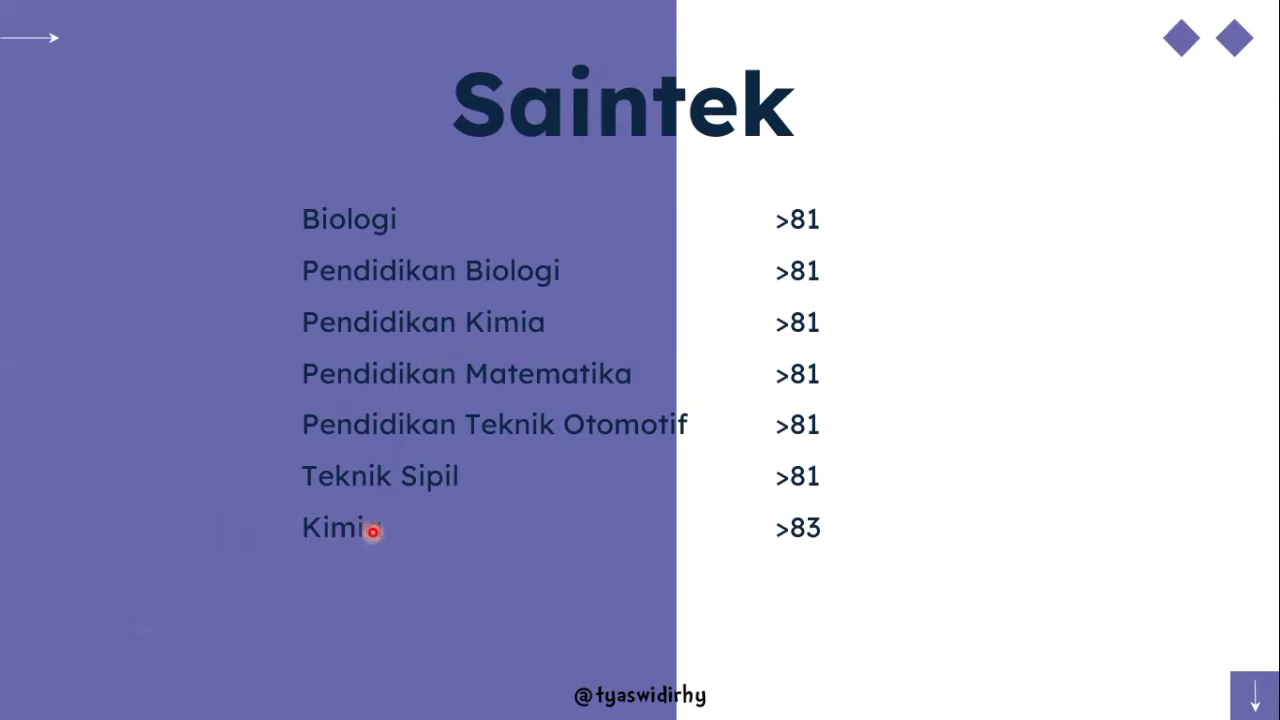 Saintek
Biologi >81
Pendidikan Biologi >81
Pendidikan Kimia >81
Pendidikan Matematika >81
Pendidikan Teknik Otomotif >81
Teknik Sipil >81
Kimia >83
@tyaswidirhy